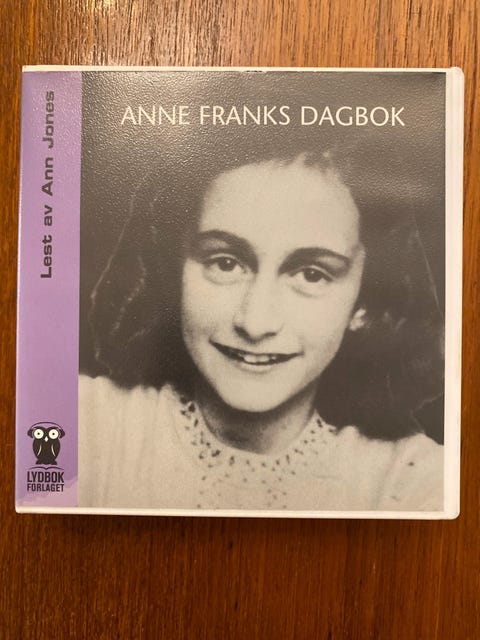 ANNE FRANKS DAGBOK
Lest av Ann Jones
LYDBOK
FORLAGET